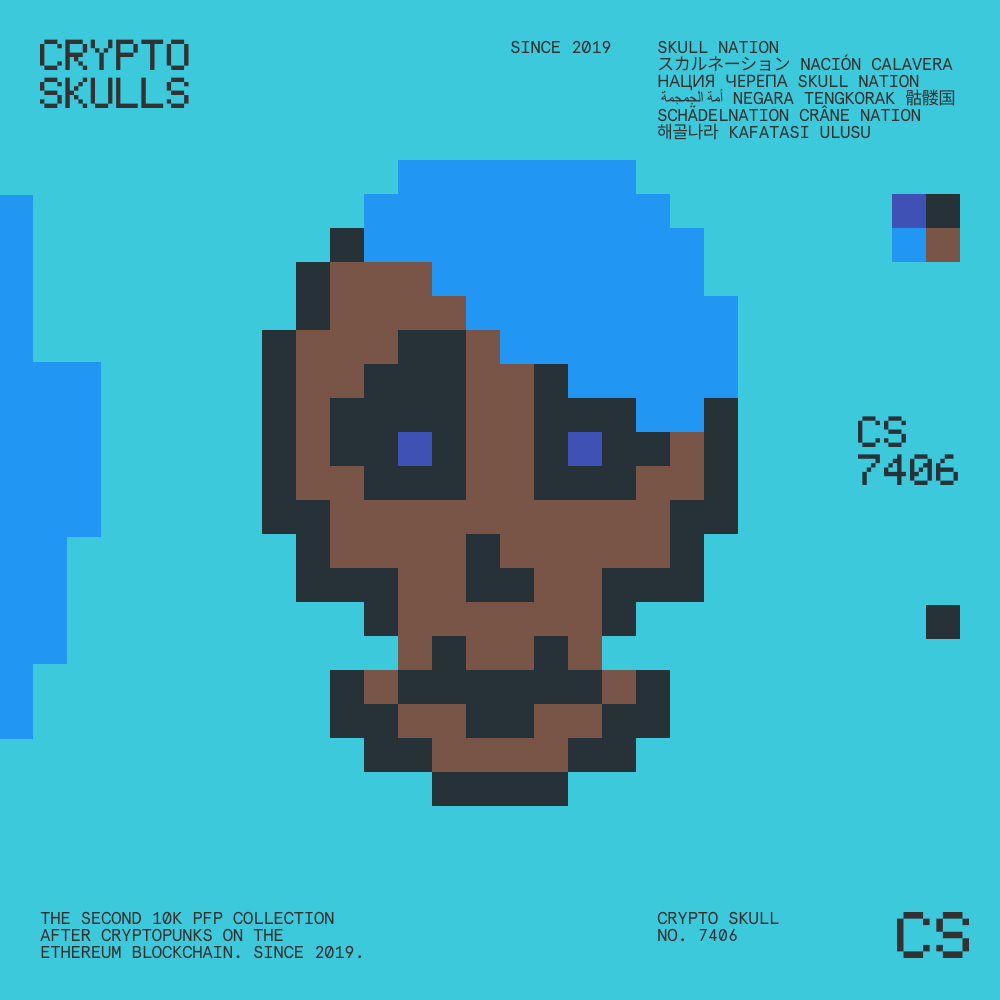 CRYPTO
SKULLS
SINCE 2019
SKULL NATION
スカルネーション NACIÓN CALAVERA
НАЦИЯ ЧЕРЕПА SKULL NATION
أمة الجمجمة NEGARA TENGKORAK 骷髅国
SCHÄDELNATION CRÂNE NATION
해골나라 KAFATASI ULUSU
CS
7406
THE SECOND 10K PFP COLLECTION
AFTER CRYPTOPUNKS ON THE
ETHEREUM BLOCKCHAIN. SINCE 2019.
CRYPTO SKULL
NO. 7406
CS